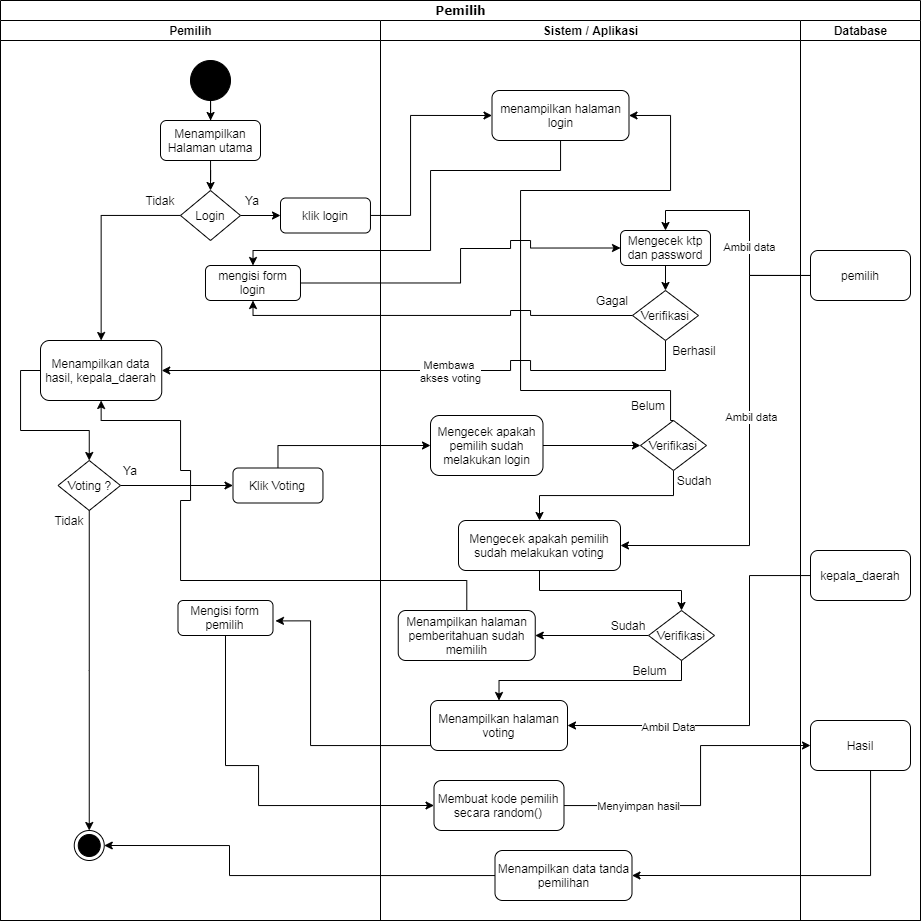 Pemilih
Pemilih
Sistem / Aplikasi
Database
menampilkan halaman
login
Menampilkan
Halaman utama
Tidak
Login
Ya
klik login
Mengecek ktp
dan password
Ambil data
pemilih
mengisi form
login
Gagal
Verifikasi
Berhasil
Menampilkan data
hasil, kepala_daerah
Membawa
akses voting
Belum
Ambil data
Mengecek apakah
pemilih sudah
melakukan login
Verifikasi
Sudah
Voting ?
Ya
Klik Voting
Tidak
Mengecek apakah pemilih
sudah melakukan voting
kepala_daerah
Mengisi form
pemilih
Menampilkan halaman
pemberitahuan sudah
memilih
Sudah
Verifikasi
Belum
Menampilkan halaman
voting
Ambil Data
Hasil
Membuat kode pemilih
secara random()
Menyimpan hasil
Menampilkan data tanda
pemilihan